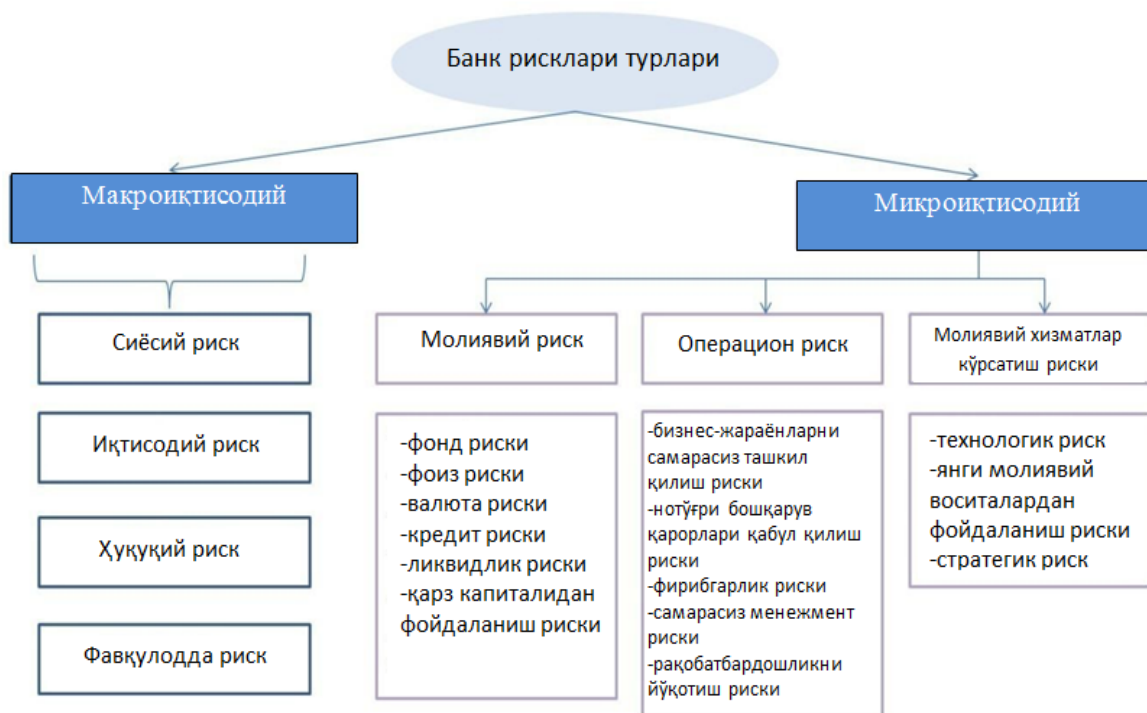 Банк рисклари турлари
Макроиқтисодий
Микроиқтисодий
Сиёсий риск
Иқтисодий риск
Ҳуқуқий риск
Фавқулодда риск
Молиявий риск
-фонд риски
-фоиз риски
-валюта риски
-кредит риски
-ликвидлик риски
-қарз капиталидан
фойдаланиш риски
Операцион риск
-бизнес-жараёнларни
самарасиз ташкил
қилиш риски
-нотўғри бошқарув
қарорлари қабул қилиш
риски
-фирибгарлик риски
-самарасиз менежмент
риски
-рақобатбардошликни
йўқотиш риски
Молиявий хизматлар
кўрсатиш риски
-технологик риск
-янги молиявий
воситалардан
фойдаланиш риски
-стратегик риск